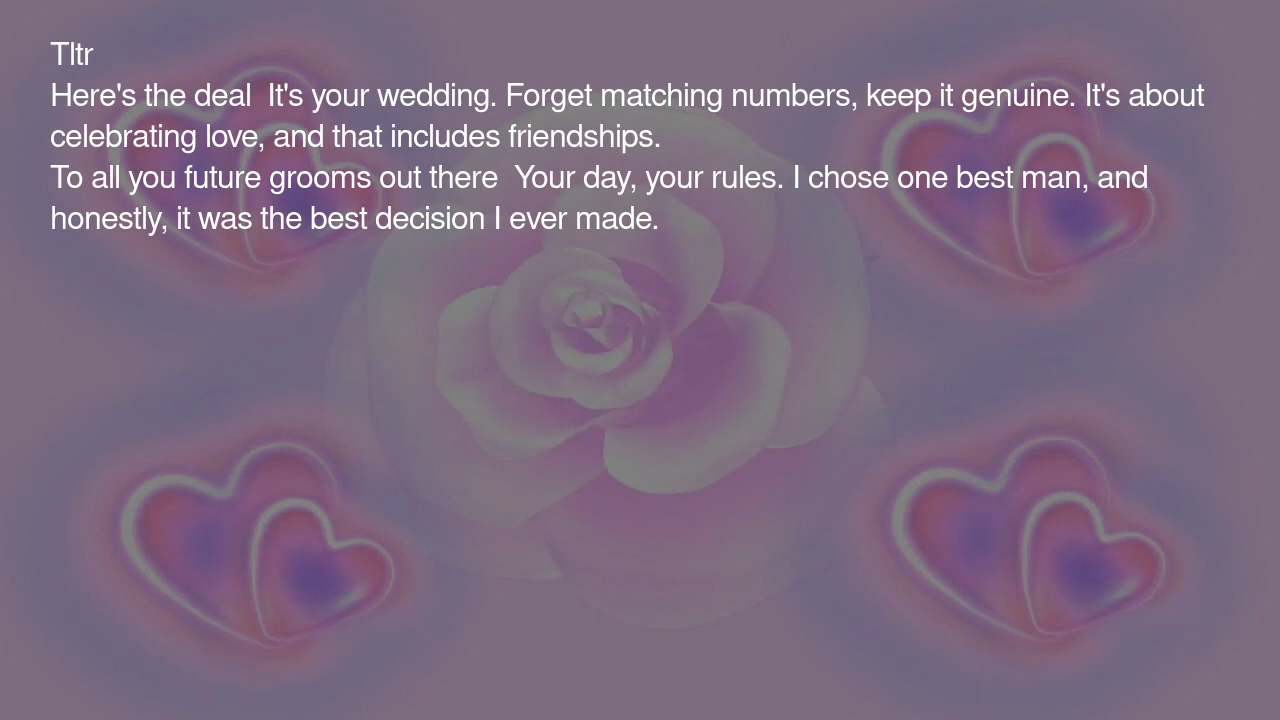 Tltr
Here's the deal  It's your wedding. Forget matching numbers, keep it genuine. It's about
celebrating love, and that includes friendships.
To all you future grooms out there  Your day, your rules. I chose one best man, and
honestly, it was the best decision I ever made.